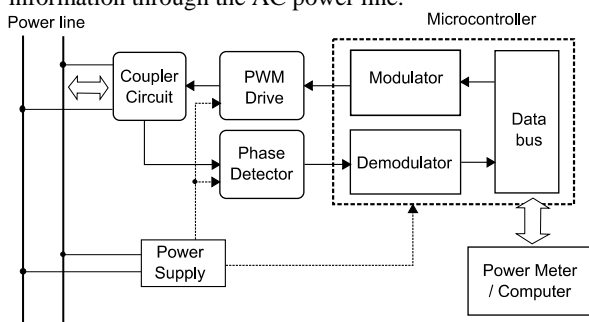 information through the AC power line.
Power line
Microcontroller
Coupler
Circuit
PWM
Drive
Modulator
Data
bus
Phase
Detector
Demodulator
Power
Supply
Power Meter
/ Computer